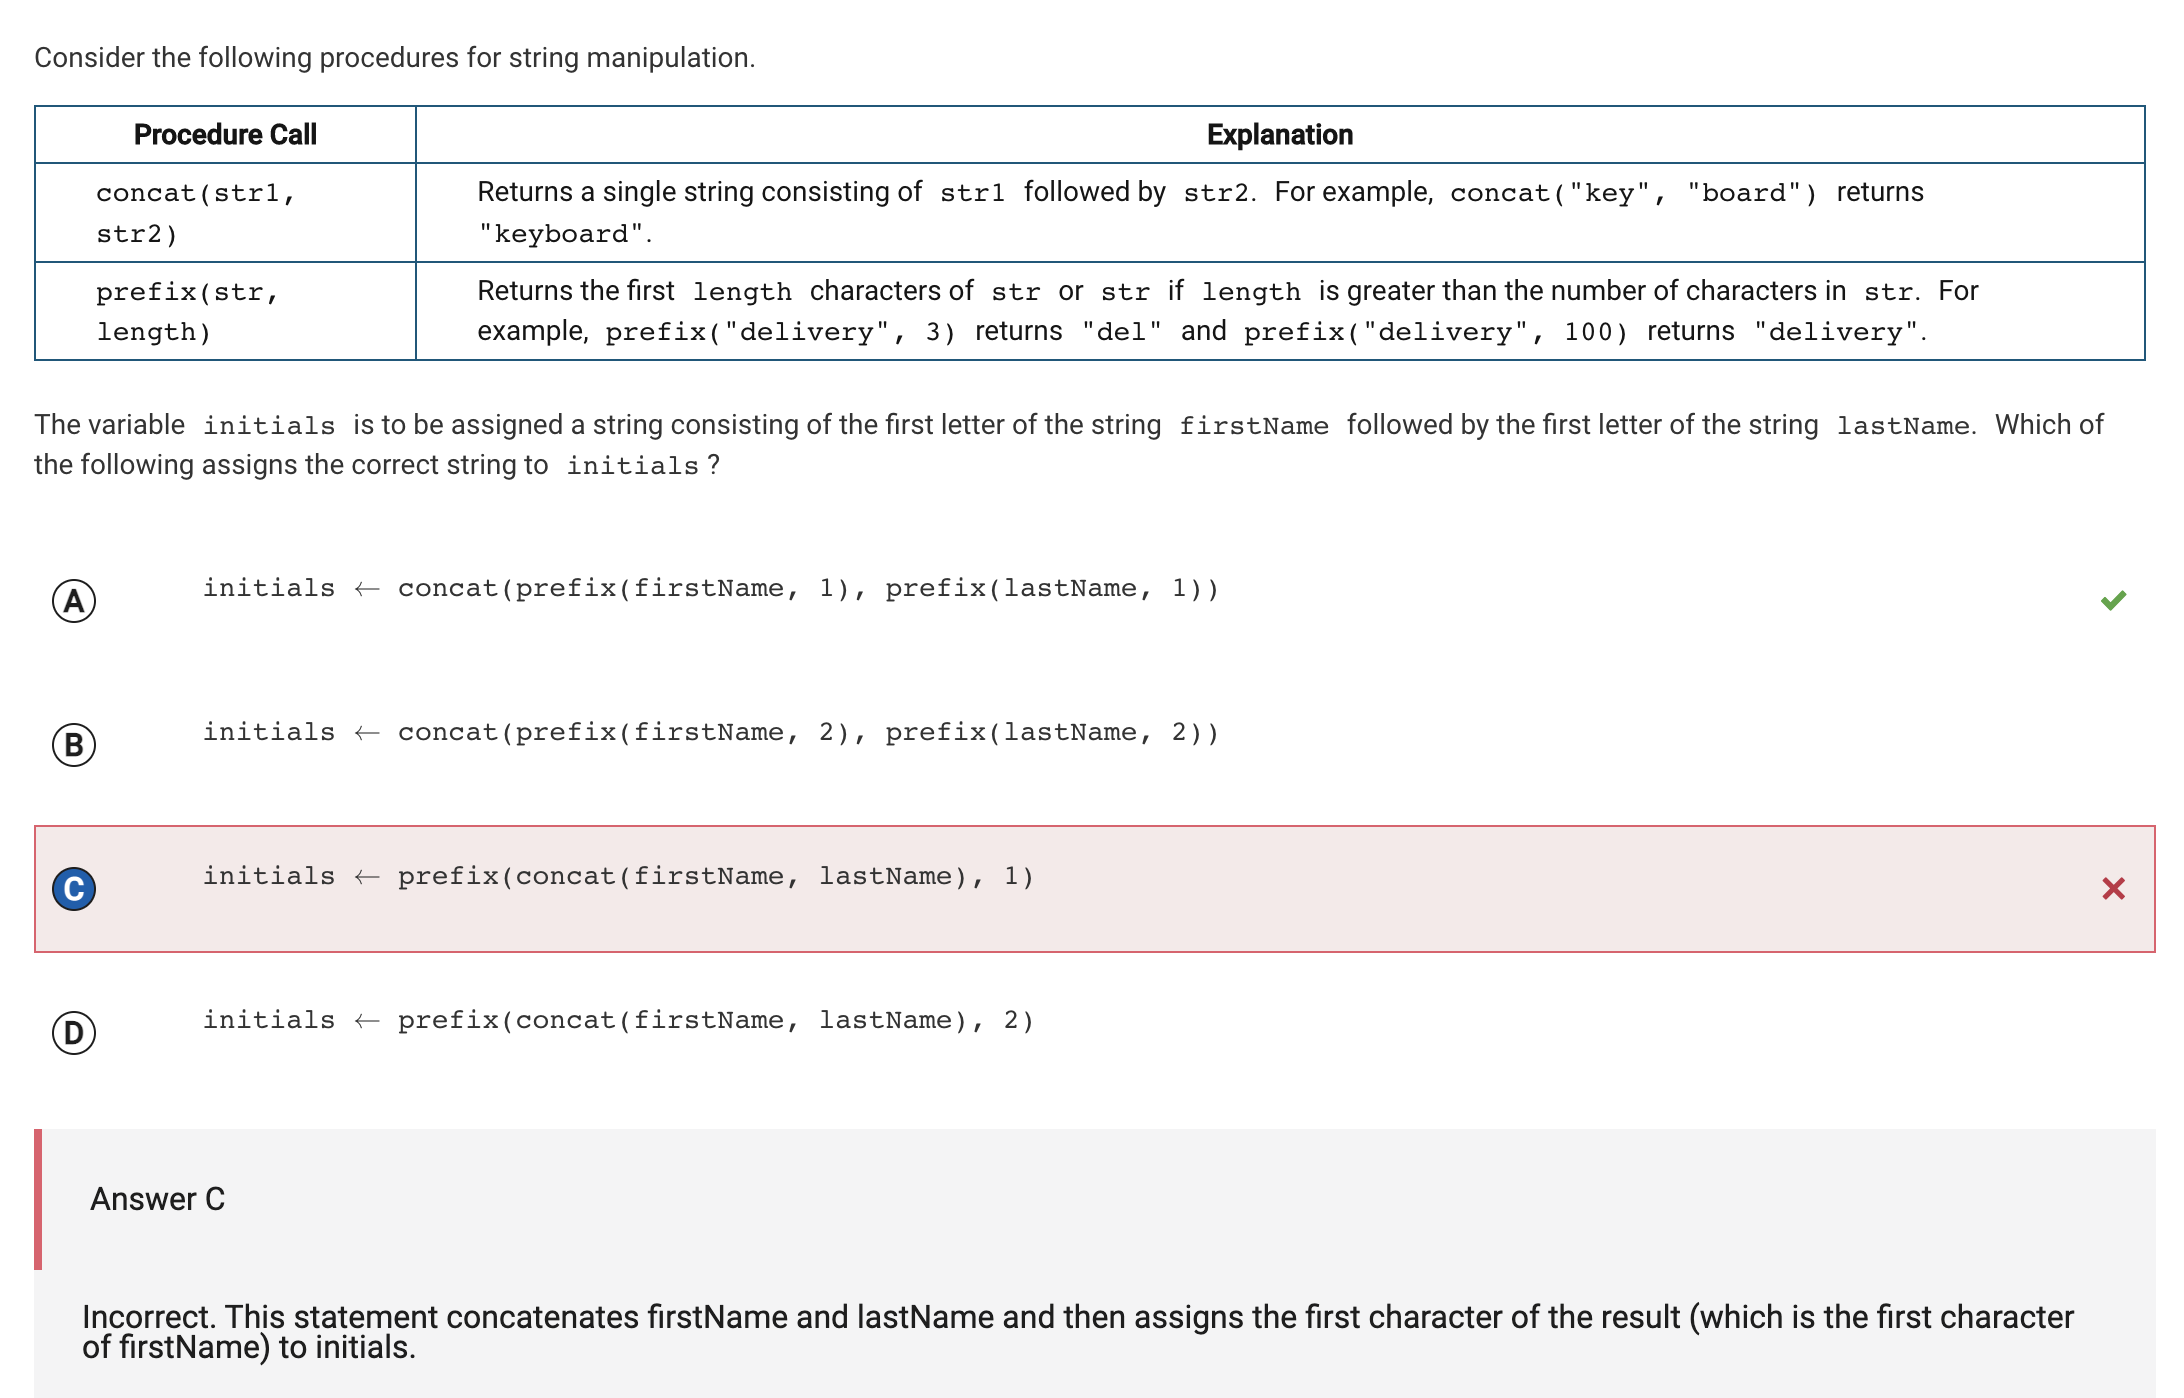 Consider the following procedures for string manipulation.
Procedure Call
Explanation
concat(str1,
str2)
Returns a single string consisting of str1 followed by str2. For example, concat("key", "board") returns
"keyboard".
prefix(str,
length)
Returns the first length characters of str or str if length is greater than the number of characters in str. For
example, prefix("delivery", 3) returns "del" and prefix("delivery", 100) returns "delivery".
The variable initials is to be assigned a string consisting of the first letter of the string firstName followed by the first letter of the string lastName. Which of
the following assigns the correct string to initials ?
A initials ← concat(prefix(firstName, 1), prefix(lastName, 1))
B initials ← concat(prefix(firstName, 2), prefix(lastName, 2))
C initials ← prefix(concat(firstName, lastName), 1)
D initials ← prefix(concat(firstName, lastName), 2)
Answer C
Incorrect. This statement concatenates firstName and lastName and then assigns the first character of the result (which is the first character
of firstName) to initials.